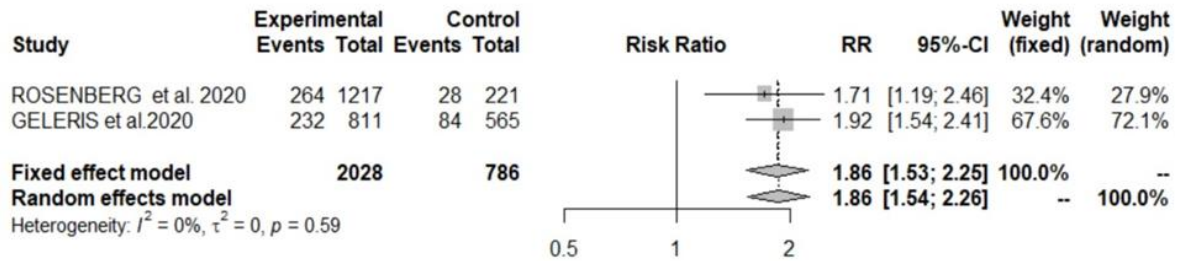 Experimental Control Weight Weight
Study Events Total Events Total Risk Ratio RR 95%-CI (fixed) (random)
ROSENBERG et al. 2020 264 1217 28 221 1.71 [1.19; 2.46] 32.4% 27.9%
GELERIS et al.2020 232 811 84 565 1.92 [1.54; 2.41] 67.6% 72.1%
Fixed effect model 2028 786 1.86 [1.53; 2.25] 100.0% --
Random effects model 1.86 [1.54; 2.26] -- 100.0%
Heterogeneity: I² = 0%, τ² = 0, p = 0.59
0.5 1 2